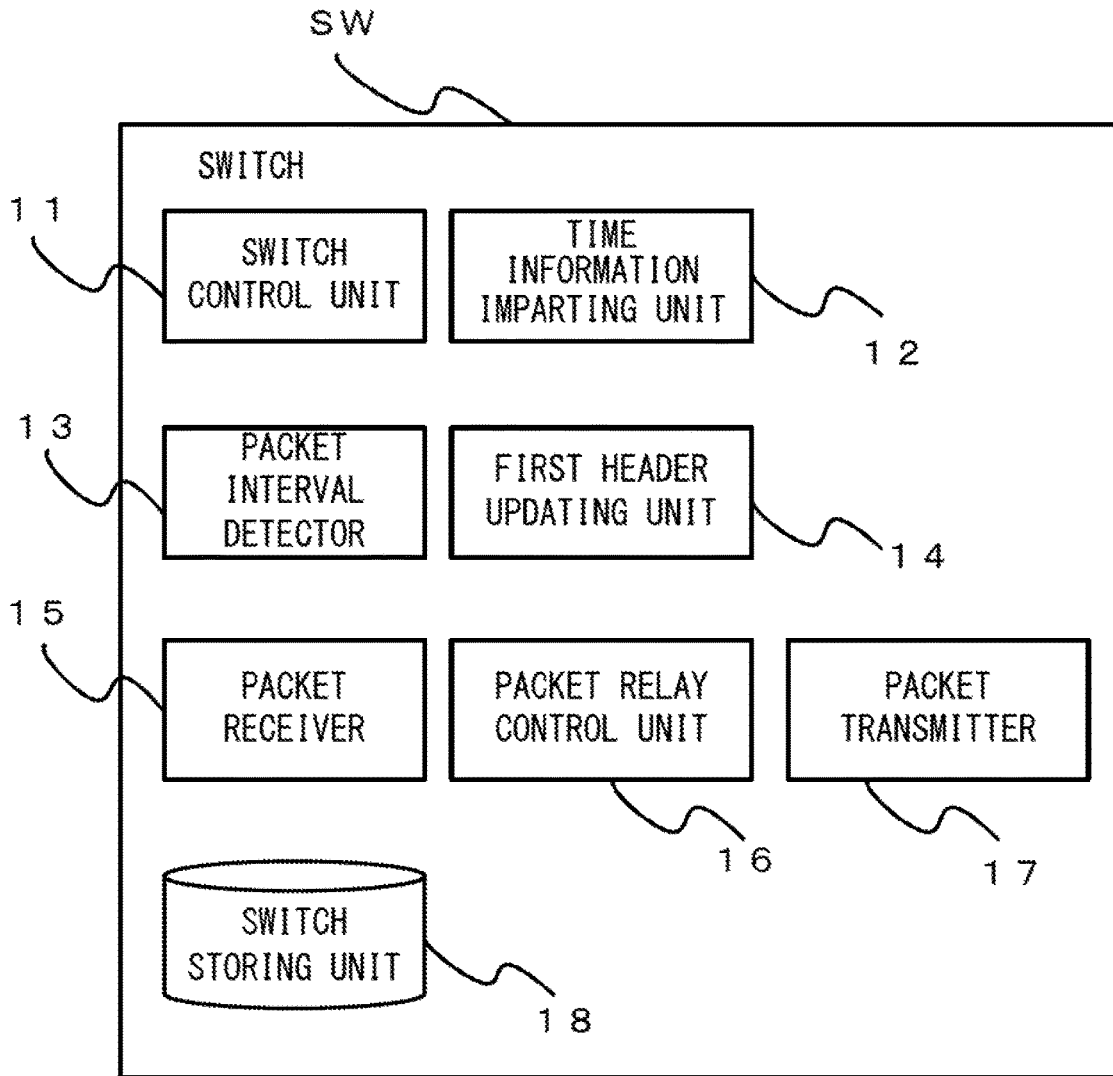 SW
SWITCH
11
SWITCH
CONTROL UNIT
TIME
INFORMATION
IMPARTING UNIT
12
13
PACKET
INTERVAL
DETECTOR
FIRST HEADER
UPDATING UNIT
14
15
PACKET
RECEIVER
PACKET RELAY
CONTROL UNIT
PACKET
TRANSMITTER
16
17
SWITCH
STORING UNIT
18